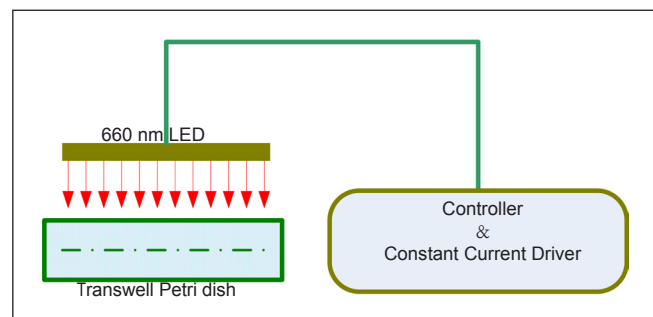 660 nm LED
Transwell Petri dish
Controller
&
Constant Current Driver